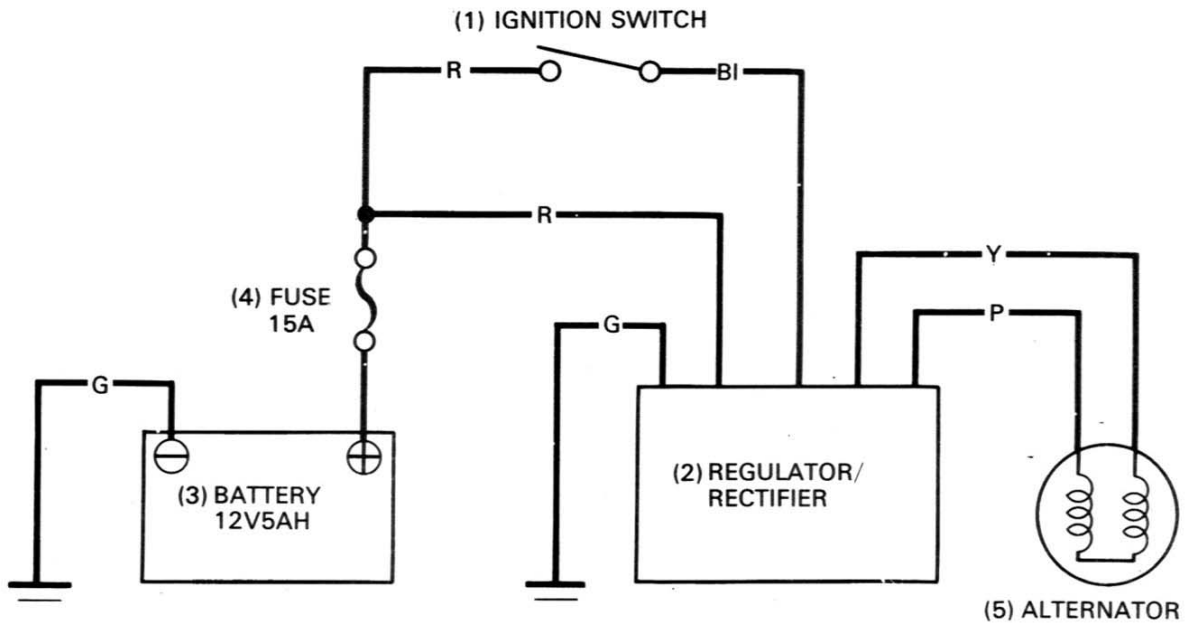 (1) IGNITION SWITCH
R
Bl
R
Y
(4) FUSE
15A
P
G
G
(2) REGULATOR/
RECTIFIER
(3) BATTERY
12V5AH
(5) ALTERNATOR